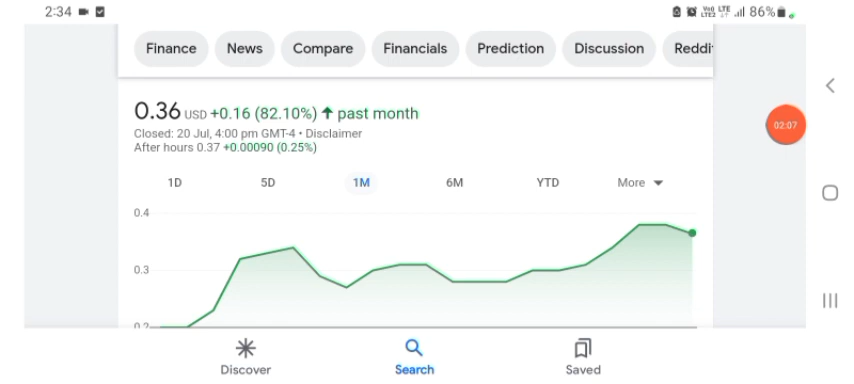 2:34
86%
Finance News Compare Financials Prediction Discussion Reddi
0.36 USD +0.16 (82.10%) ↑ past month
Closed: 20 Jul, 4:00 pm GMT-4 • Disclaimer
After hours 0.37 +0.00090 (0.25%)
02:07
1D 5D 1M 6M YTD More
0.4
0.3
0.2
Discover Search Saved